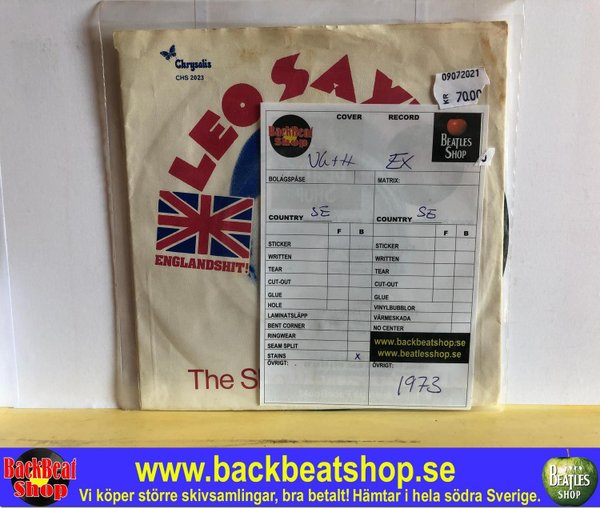 Chrysalis
CHS 2023
LEO SAY
ENGLANDSHIT!
The S
09072021
KR 70.00
COVER RECORD
BackBeat
Shop
BEATLES
SHOP
VG++ EX
BOLAGSPÅSE MATRIX:
COUNTRY SE COUNTRY SE
F B F B
STICKER STICKER
WRITTEN WRITTEN
TEAR TEAR
CUT-OUT CUT-OUT
GLUE GLUE
HOLE VINYLBUBBLOR
LAMINATSLÄPP VÄRMESKADA
BENT CORNER NO CENTER
RINGWEAR www.backbeatshop.se
SEAM SPLIT www.beatlesshop.se
STAINS X
ÖVRIGT: ÖVRIGT:
1973
BackBeat
Shop
www.backbeatshop.se
Vi köper större skivsamlingar, bra betalt! Hämtar i hela södra Sverige.
BEATLES
SHOP